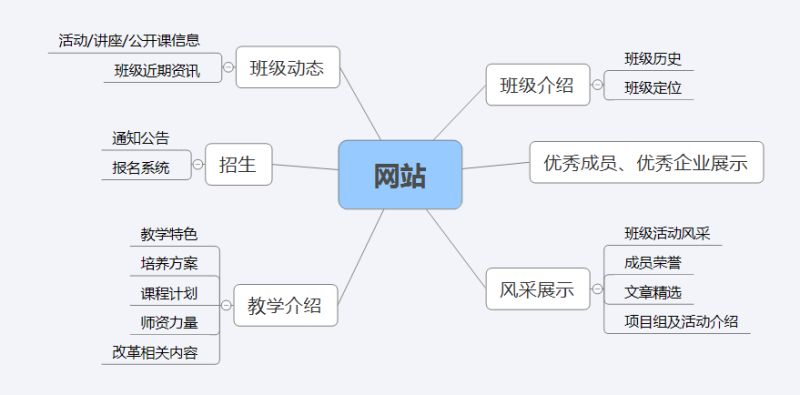 网站
班级介绍
班级历史
班级定位
优秀成员、优秀企业展示
风采展示
班级活动风采
成员荣誉
文章精选
项目组及活动介绍
班级动态
活动/讲座/公开课信息
班级近期资讯
招生
通知公告
报名系统
教学介绍
教学特色
培养方案
课程计划
师资力量
改革相关内容